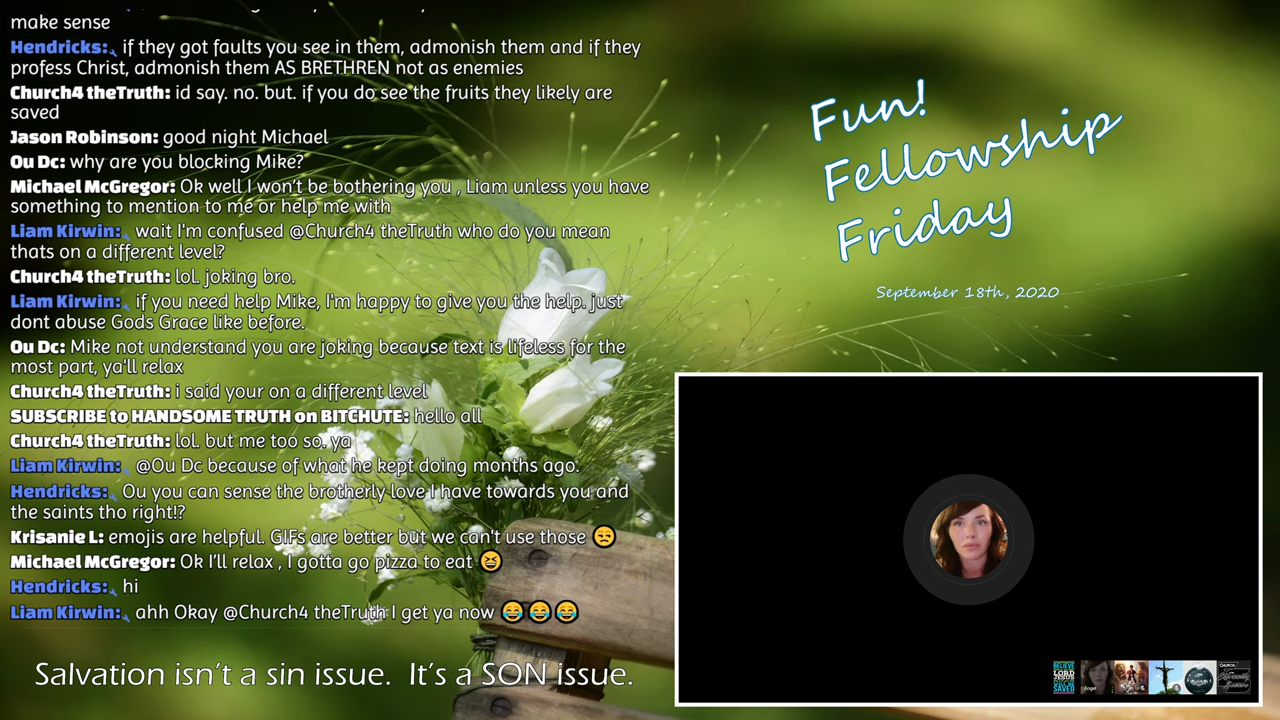 make sense
Hendricks: if they got faults you see in them, admonish them and if they
profess Christ, admonish them AS BRETHREN not as enemies
Church4 theTruth: id say. no. but. if you do see the fruits they likely are
saved
Jason Robinson: good night Michael
Ou Dc: why are you blocking Mike?
Michael McGregor: Ok well I won't be bothering you , Liam unless you have
something to mention to me or help me with
Liam Kirwin: wait I'm confused @Church4 theTruth who do you mean
thats on a different level?
Church4 theTruth: lol. joking bro.
Liam Kirwin: if you need help Mike, I'm happy to give you the help. just
dont abuse Gods Grace like before.
Ou Dc: Mike not understand you are joking because text is lifeless for the
most part, ya'll relax
Church4 theTruth: i said your on a different level
SUBSCRIBE to HANDSOME TRUTH on BITCHUTE: hello all
Church4 theTruth: lol. but me too so. ya
Liam Kirwin: @Ou Dc because of what he kept doing months ago.
Hendricks: Ou you can sense the brotherly love I have towards you and
the saints tho right!?
Krisanie L: emojis are helpful. GIFs are better but we can't use those 😒
Michael McGregor: Ok I'll relax , I gotta go pizza to eat 😆
Hendricks: hi
Liam Kirwin: ahh Okay @Church4 theTruth I get ya now 😂😂😂
Salvation isn't a sin issue. It's a SON issue.
Fun!
Fellowship
Friday
September 18th, 2020
BELIEVE
LORD
JESUS
SAVED
Angel